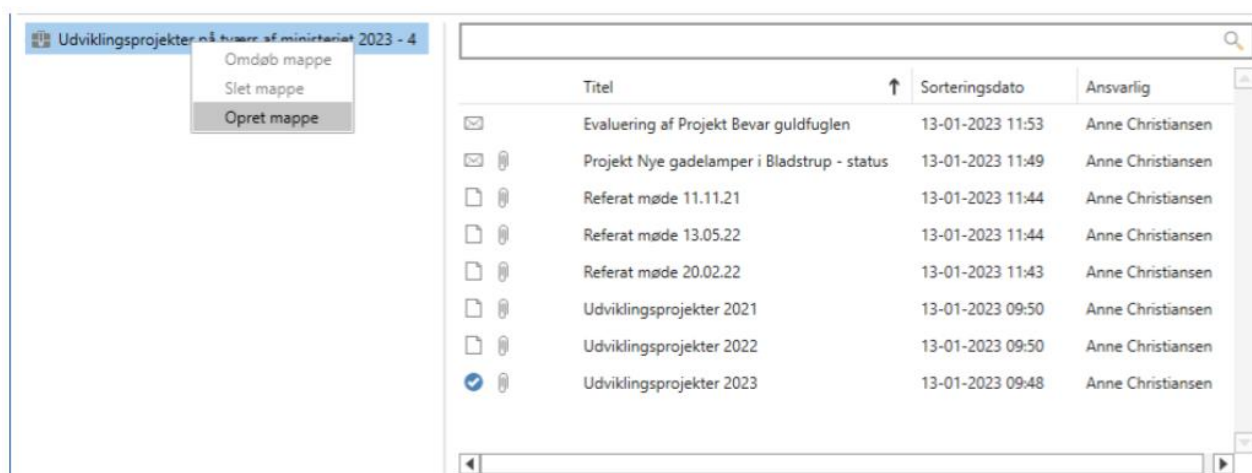 Udviklingsprojekter på tværs af ministeriet 2023 - 4
Omdøb mappe
Slet mappe
Opret mappe
Titel Sorteringsdato Ansvarlig
Evaluering af Projekt Bevar guldfuglen 13-01-2023 11:53 Anne Christiansen
Projekt Nye gadelamper i Bladstrup - status 13-01-2023 11:49 Anne Christiansen
Referat møde 11.11.21 13-01-2023 11:44 Anne Christiansen
Referat møde 13.05.22 13-01-2023 11:44 Anne Christiansen
Referat møde 20.02.22 13-01-2023 11:43 Anne Christiansen
Udviklingsprojekter 2021 13-01-2023 09:50 Anne Christiansen
Udviklingsprojekter 2022 13-01-2023 09:50 Anne Christiansen
Udviklingsprojekter 2023 13-01-2023 09:48 Anne Christiansen